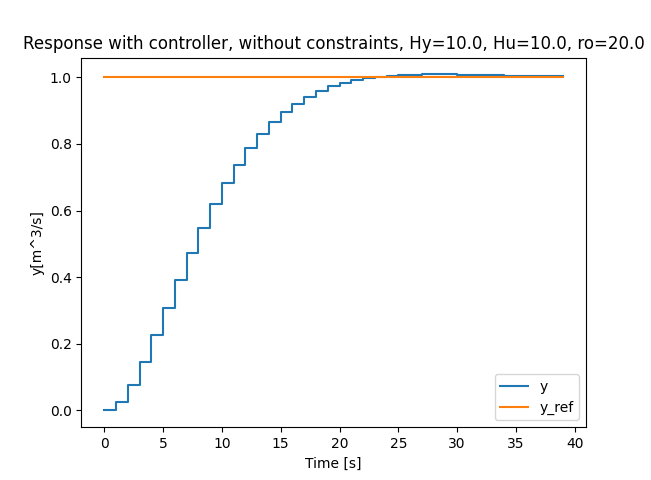 Response with controller, without constraints, Hy=10.0, Hu=10.0, ro=20.0
y[m^3/s]
1.0
0.8
0.6
0.4
0.2
0.0
y
y_ref
0 5 10 15 20 25 30 35 40
Time [s]